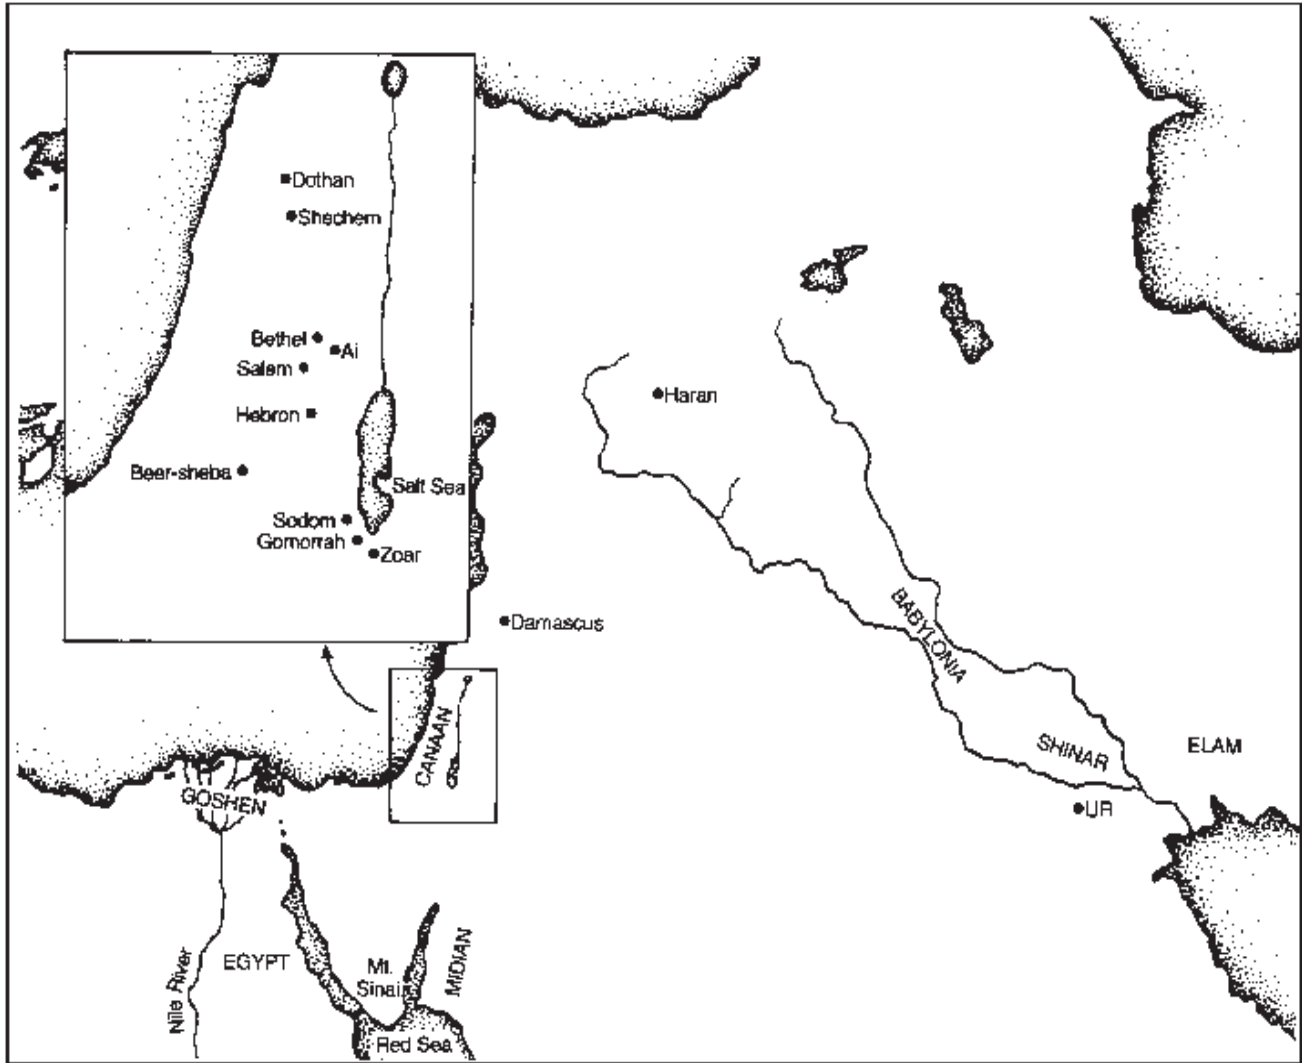 Dothan
Shechem
Bethel
Ai
Salem
Hebron
Beer-sheba
Salt Sea
Sodom
Gomorrah
Zoar
Haran
Damascus
BABYLONIA
CANAAN
SHINAR
ELAM
GOSHEN
UR
Nile River
EGYPT
Mt.
Sinai
MIDIAN
Red Sea